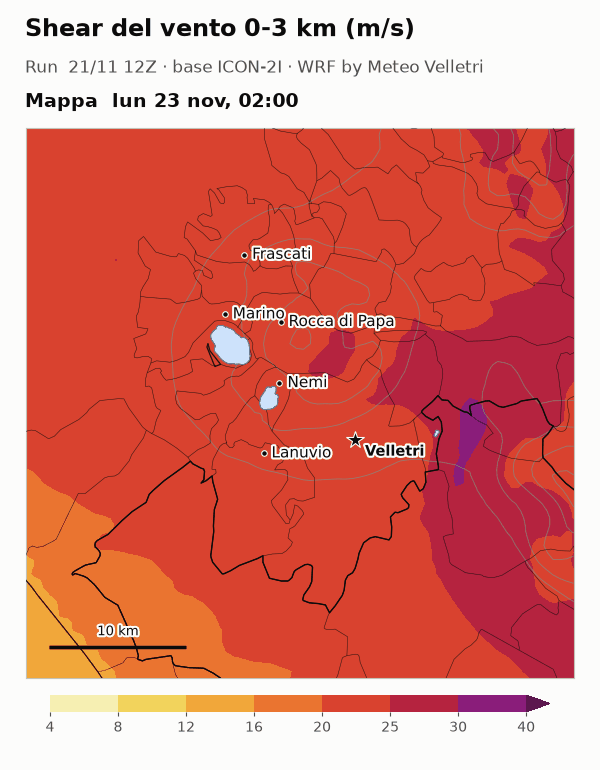 Shear del vento 0-3 km (m/s)
Run  21/11 12Z · base ICON-2I · WRF by Meteo Velletri
Mappa  lun 23 nov, 02:00
Frascati
Marino
Rocca di Papa
Nemi
Velletri
Lanuvio
10 km
4 8 12 16 20 25 30 40